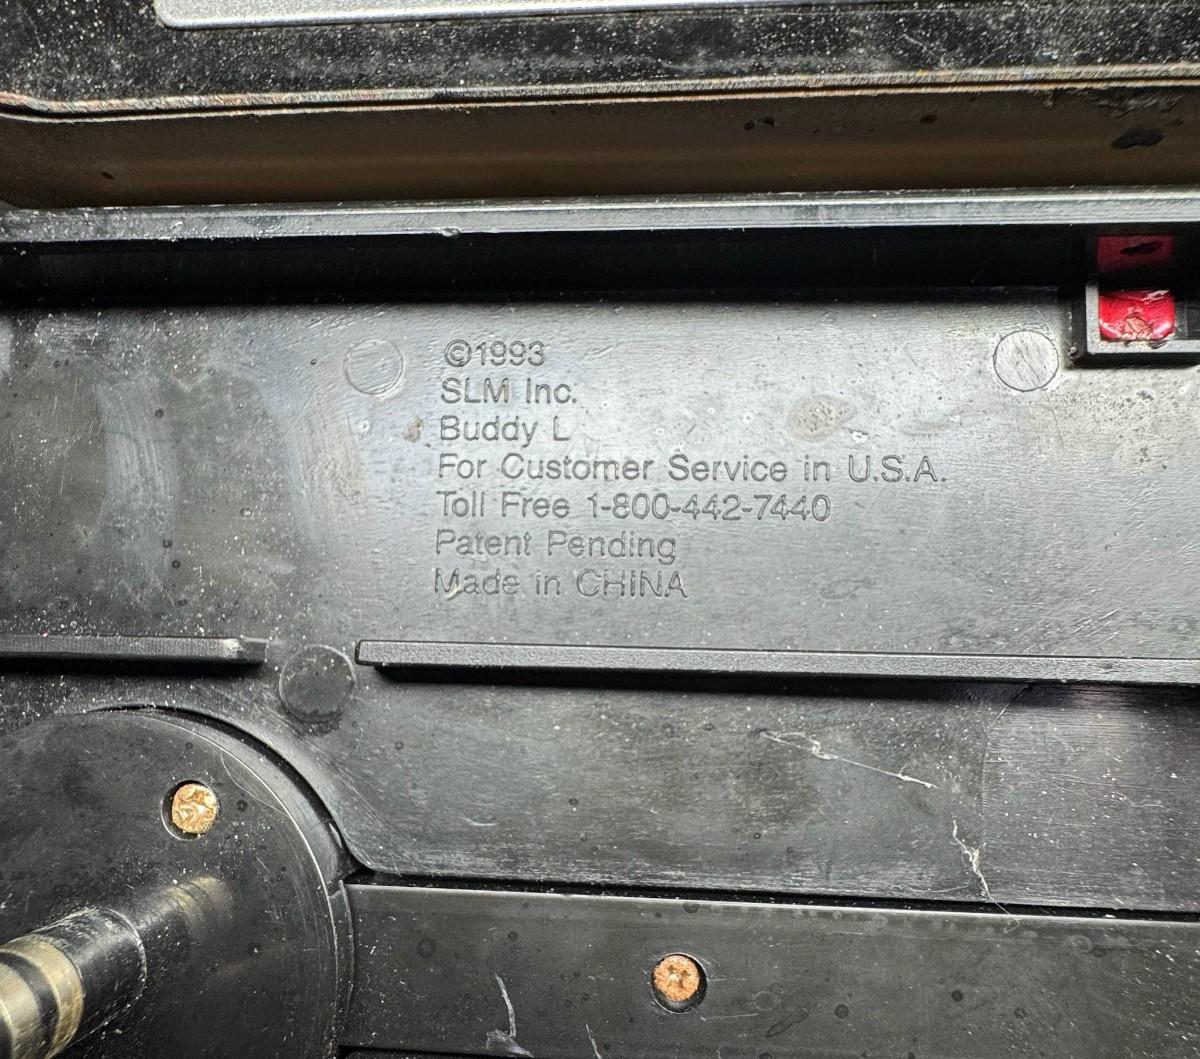 ©1993
SLM Inc.
Buddy L
For Customer Service in U.S.A.
Toll Free 1-800-442-7440
Patent Pending
Made in CHINA